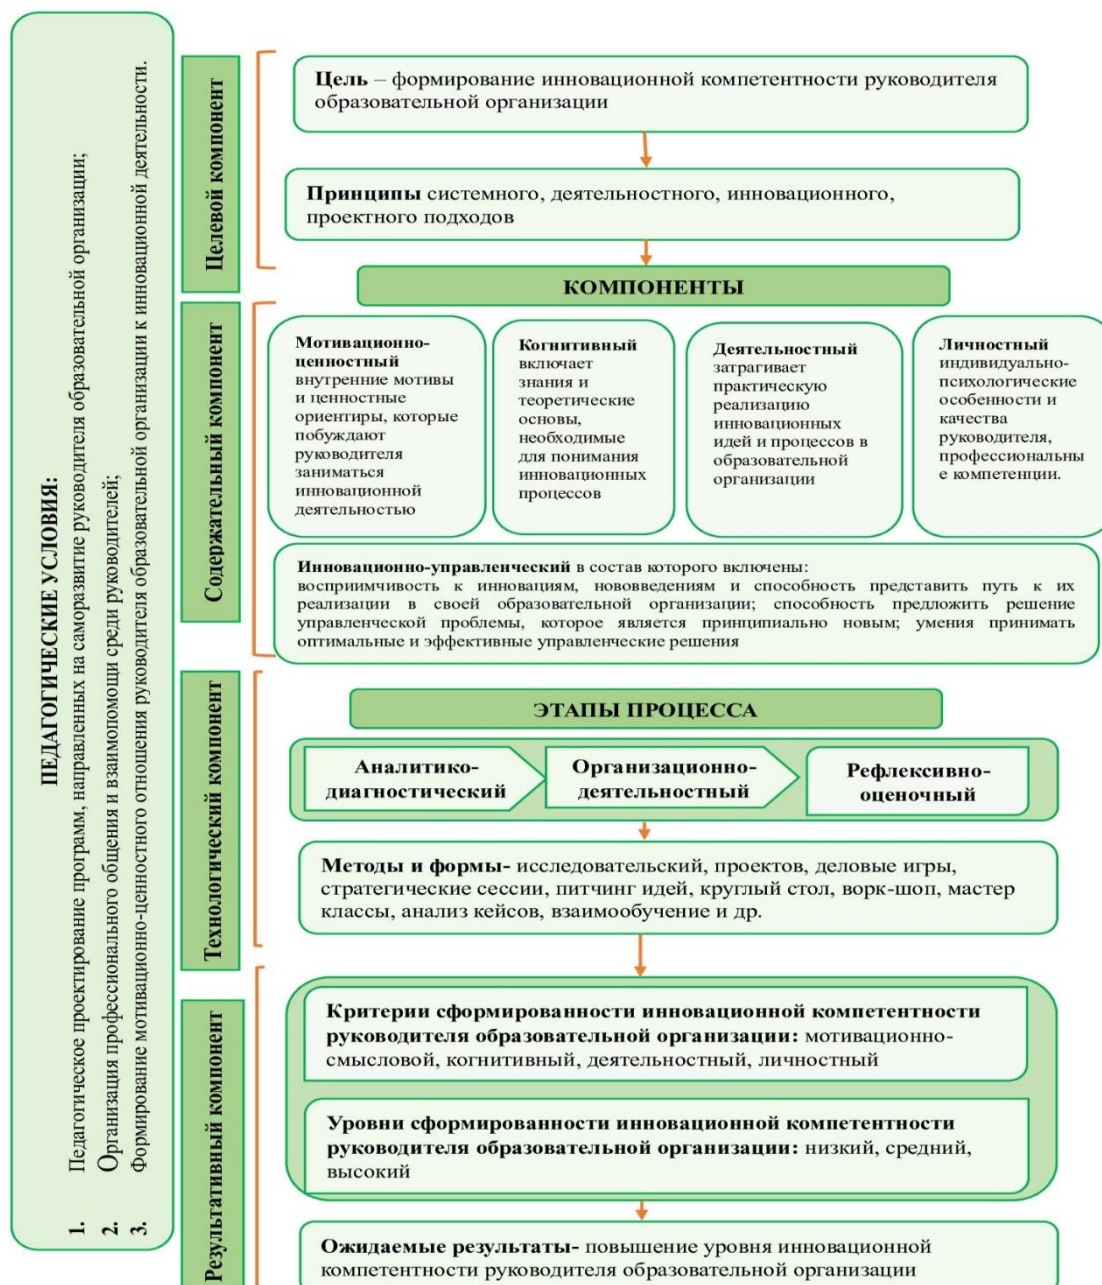 ПЕДАГОГИЧЕСКИЕ УСЛОВИЯ:
1. Педагогическое проектирование программ, направленных на саморазвитие руководителя образовательной организации;
2. Организация профессионального общения и взаимопомощи среди руководителей;
3. Формирование мотивационно-ценностного отношения руководителя образовательной организации к инновационной деятельности.
Целевой компонент
Цель – формирование инновационной компетентности руководителя
образовательной организации
Принципы системного, деятельностного, инновационного,
проектного подходов
Содержательный компонент
КОМПОНЕНТЫ
Мотивационно-
ценностный
внутренние мотивы
и ценностные
ориентиры, которые
побуждают
руководителя
заниматься
инновационной
деятельностью
Когнитивный
включает
знания и
теоретические
основы,
необходимые
для понимания
инновационных
процессов
Деятельностный
затрагивает
практическую
реализацию
инновационных
идей и процессов в
образовательной
организации
Личностный
индивидуально-
психологические
особенности и
качества
руководителя,
профессиональны
е компетенции.
Инновационно-управленческий в состав которого включены:
восприимчивость к инновациям, нововведениям и способность представить путь к их
реализации в своей образовательной организации; способность предложить решение
управленческой проблемы, которое является принципиально новым; умения принимать
оптимальные и эффективные управленческие решения
Технологический компонент
ЭТАПЫ ПРОЦЕССА
Аналитико-
диагностический
Организационно-
деятельностный
Рефлексивно-
оценочный
Методы и формы- исследовательский, проектов, деловые игры,
стратегические сессии, питчинг идей, круглый стол, ворк-шоп, мастер
классы, анализ кейсов, взаимообучение и др.
Результативный компонент
Критерии сформированности инновационной компетентности
руководителя образовательной организации: мотивационно-
смысловой, когнитивный, деятельностный, личностный
Уровни сформированности инновационной компетентности
руководителя образовательной организации: низкий, средний,
высокий
Ожидаемые результаты- повышение уровня инновационной
компетентности руководителя образовательной организации